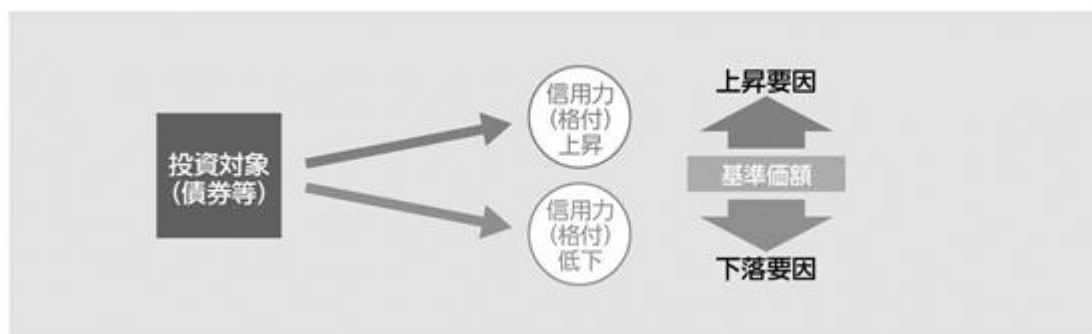 投資対象
(債券等)
信用力
(格付)
上昇
信用力
(格付)
低下
上昇要因
基準価額
下落要因